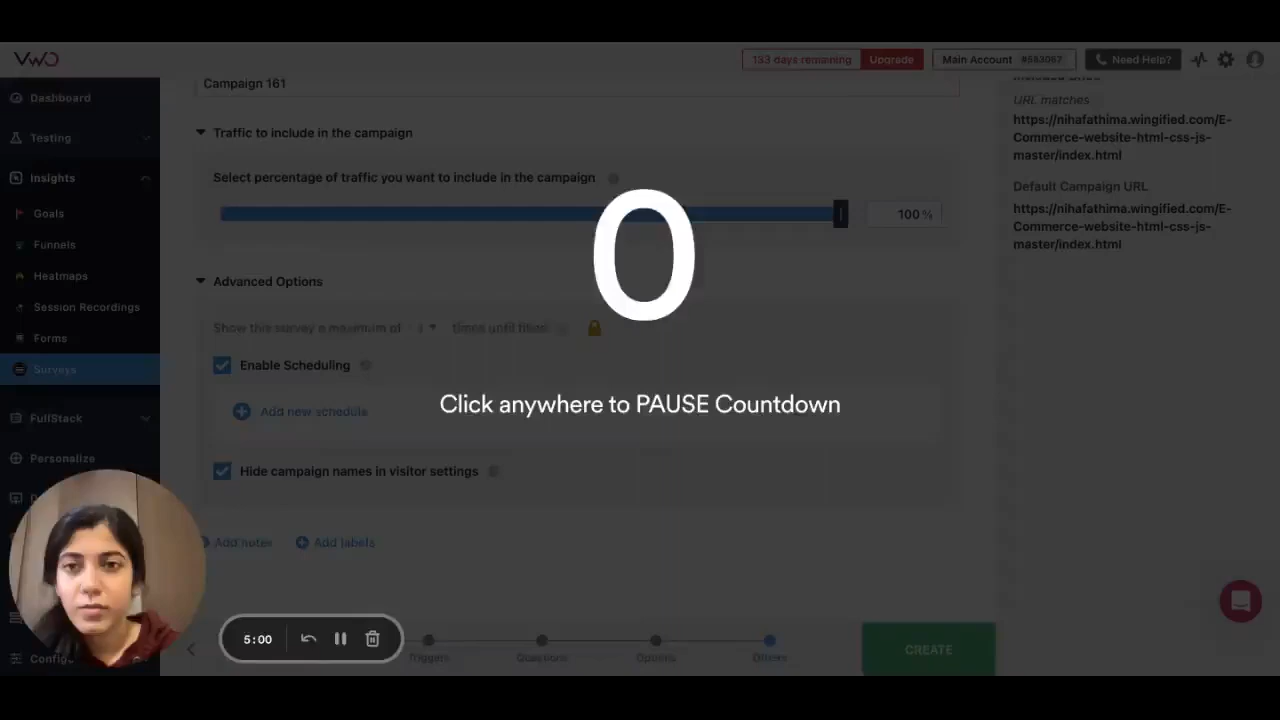 VWO
133 days remaining
Upgrade
Main Account #583067
Need Help?
Dashboard
Testing
Insights
Goals
Funnels
Heatmaps
Session Recordings
Forms
Surveys
FullStack
Personalize
Campaign 161
Traffic to include in the campaign
Select percentage of traffic you want to include in the campaign
100 %
0
Click anywhere to PAUSE Countdown
Advanced Options
Show this survey a maximum of
times until filled
Enable Scheduling
Add new schedule
Hide campaign names in visitor settings
Add notes
Add labels
5:00
Triggers
Questions
Options
Others
CREATE
URL matches
https://nihafathima.wingified.com/E-
Commerce-website-html-css-js-
master/index.html
Default Campaign URL
https://nihafathima.wingified.com/E-
Commerce-website-html-css-js-
master/index.html